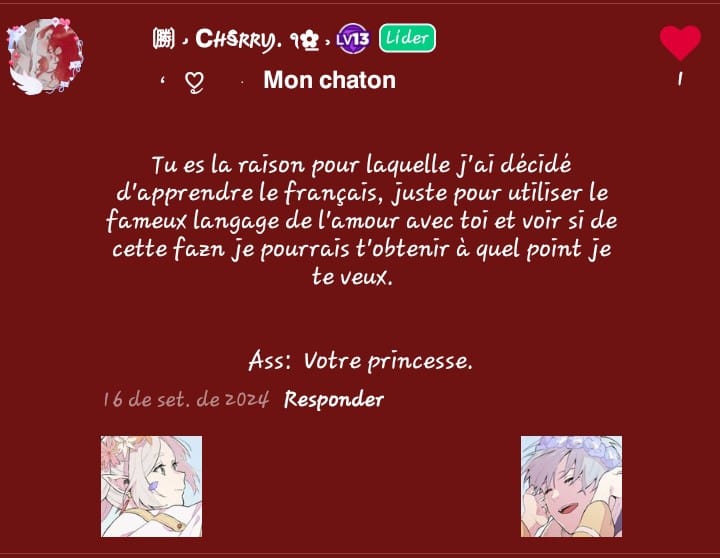 ㊙ ၨ CHSRRY. ၅✿ ၨ LV13 Líder
‘ ღ · Mon chaton
1
Tu es la raison pour laquelle j'ai décidé
d'apprendre le français, juste pour utiliser le
fameux langage de l'amour avec toi et voir si de
cette fazn je pourrais t'obtenir à quel point je
te veux.
Ass: Votre princesse.
16 de set. de 2024 Responder